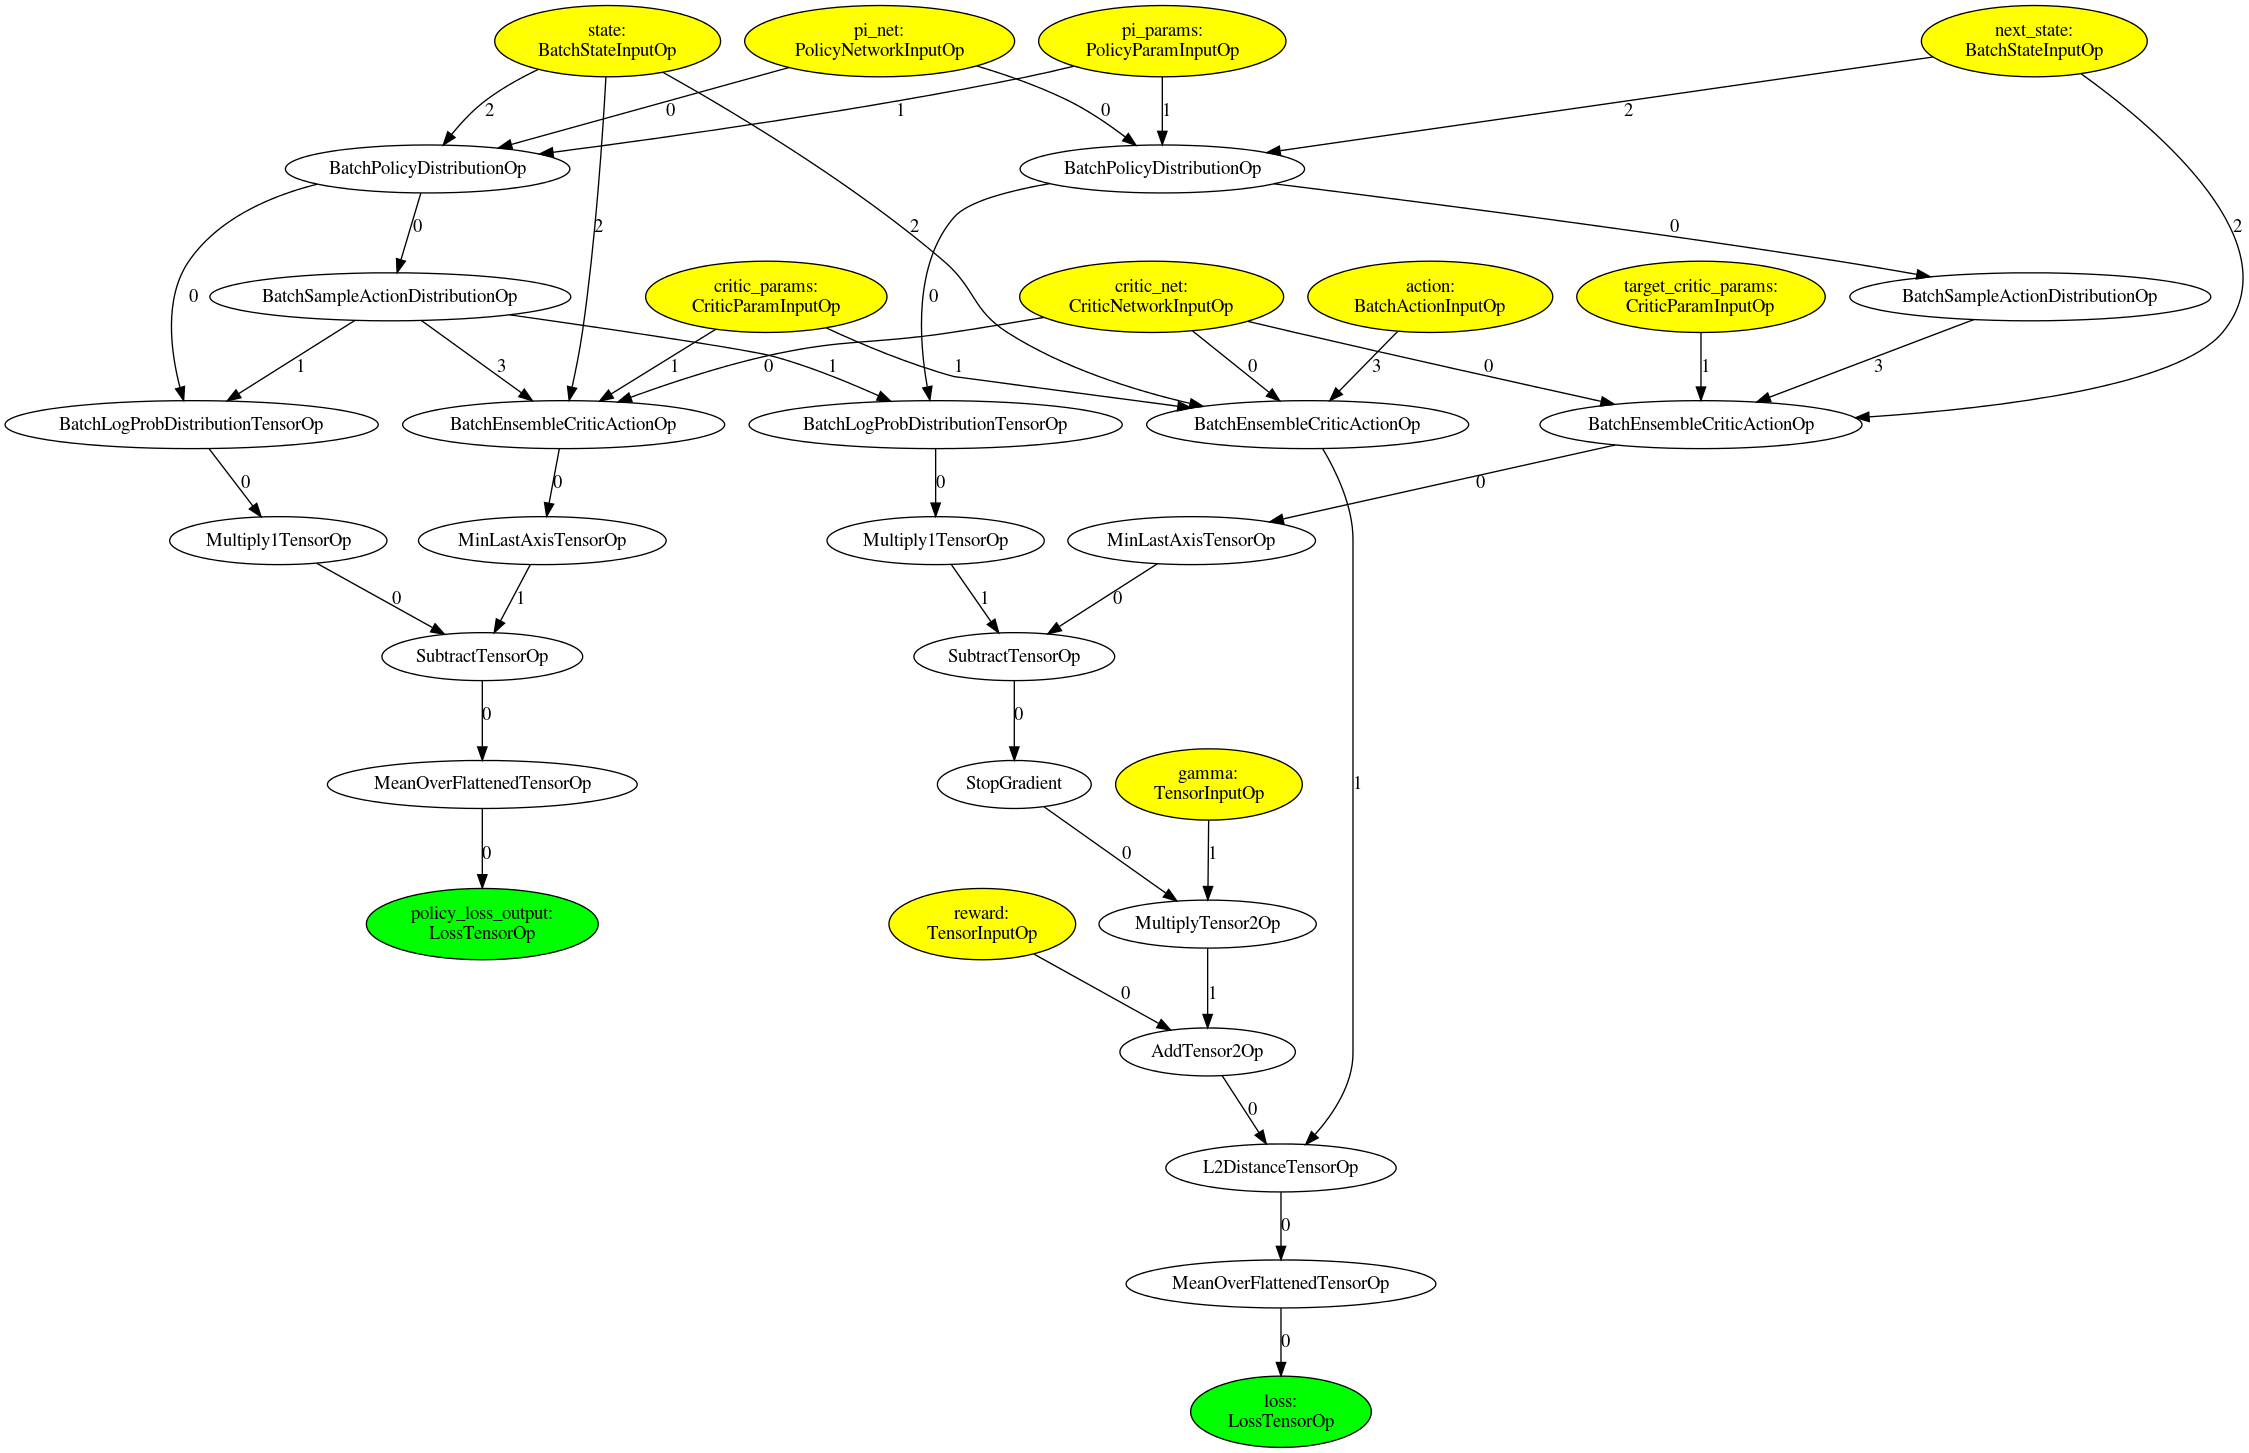 state:
BatchStateInputOp
pi_net:
PolicyNetworkInputOp
pi_params:
PolicyParamInputOp
next_state:
BatchStateInputOp
2
0
1
0
1
2
BatchPolicyDistributionOp
BatchPolicyDistributionOp
0
2
2
0
2
critic_params:
CriticParamInputOp
critic_net:
CriticNetworkInputOp
action:
BatchActionInputOp
target_critic_params:
CriticParamInputOp
BatchSampleActionDistributionOp
BatchSampleActionDistributionOp
0
0
1
3
1
0
1
1
0
3
0
1
3
BatchLogProbDistributionTensorOp
BatchEnsembleCriticActionOp
BatchLogProbDistributionTensorOp
BatchEnsembleCriticActionOp
BatchEnsembleCriticActionOp
0
0
0
0
Multiply1TensorOp
MinLastAxisTensorOp
Multiply1TensorOp
MinLastAxisTensorOp
0
1
1
0
SubtractTensorOp
SubtractTensorOp
0
0
MeanOverFlattenedTensorOp
StopGradient
gamma:
TensorInputOp
1
0
0
1
policy_loss_output:
LossTensorOp
reward:
TensorInputOp
MultiplyTensor2Op
0
1
AddTensor2Op
0
L2DistanceTensorOp
0
MeanOverFlattenedTensorOp
0
loss:
LossTensorOp